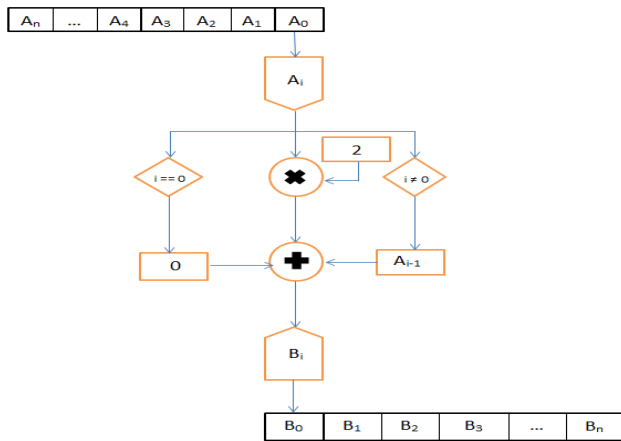 Aₙ ... A₄ A₃ A₂ A₁ A₀
Aᵢ
2
i == 0
i ≠ 0
0
Aᵢ₋₁
Bᵢ
B₀ B₁ B₂ B₃ ... Bₙ